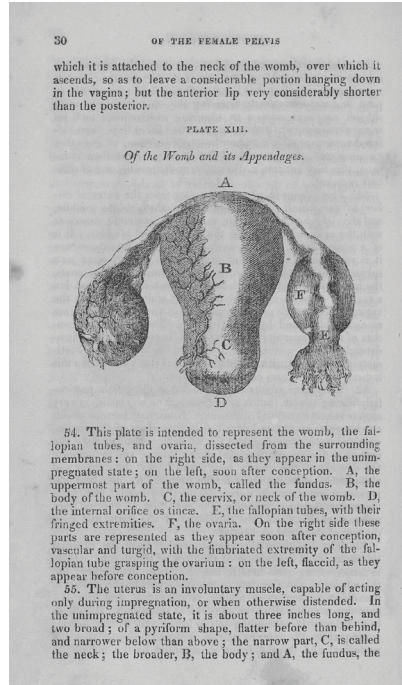 30
OF THE FEMALE PELVIS
which it is attached to the neck of the womb, over which it
ascends, so as to leave a considerable portion hanging down
in the vagina; but the anterior lip very considerably shorter
than the posterior.
PLATE XIII.
Of the Womb and its Appendages.
A
B
F
E
C
D
54. This plate is intended to represent the womb, the fal-
lopian tubes, and ovaria, dissected from the surrounding
membranes: on the right side, as they appear in the unim-
pregnated state; on the left, soon after conception. A, the
uppermost part of the womb, called the fundus. B, the
body of the womb. C, the cervix, or neck of the womb. D,
the internal orifice os tincæ. E, the fallopian tubes, with their
fringed extremities. F, the ovaria. On the right side these
parts are represented as they appear soon after conception,
vascular and turgid, with the fimbriated extremity of the fal-
lopian tube grasping the ovarium: on the left, flaccid, as they
appear before conception.
55. The uterus is an involuntary muscle, capable of acting
only during impregnation, or when otherwise distended. In
the unimpregnated state, it is about three inches long, and
two broad; of a pyriform shape, flatter before than behind,
and narrower below than above; the narrow part, C, is called
the neck; the broader, B, the body; and A, the fundus, the